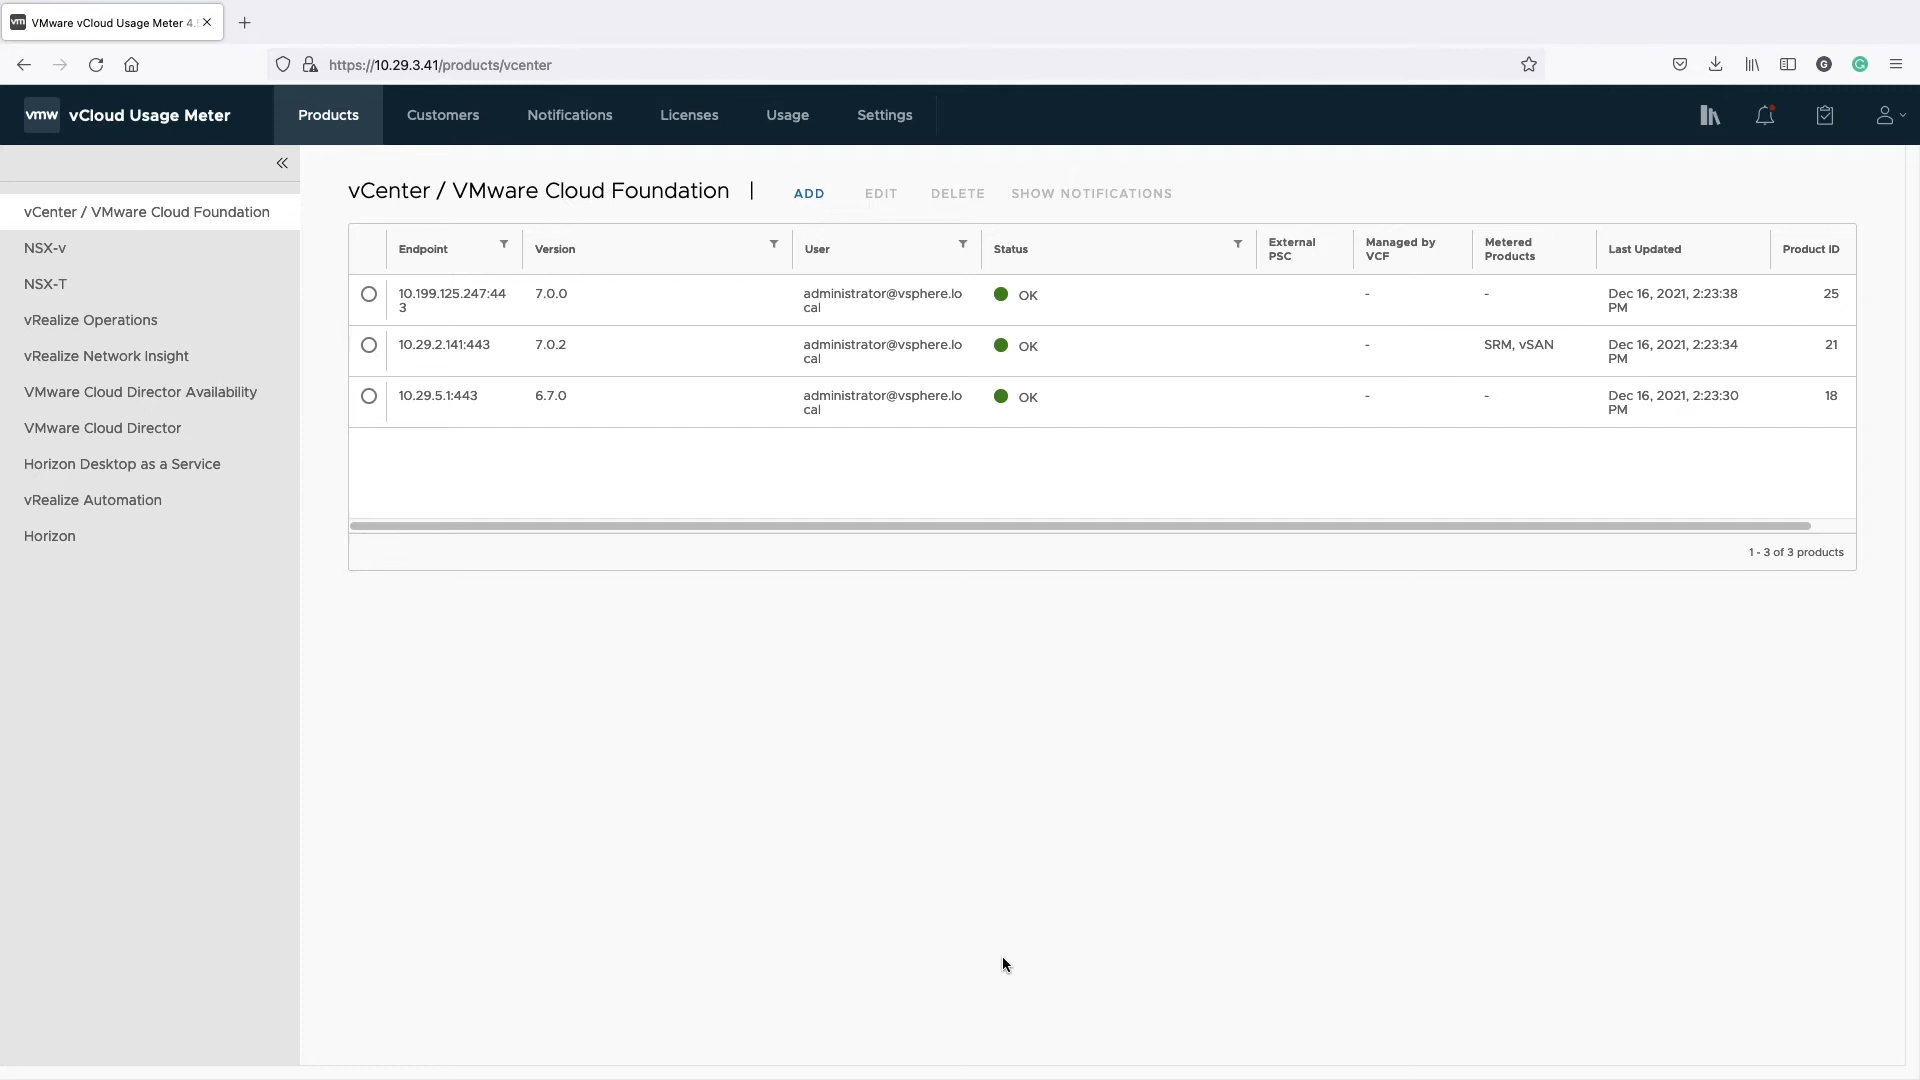 vm VMware vCloud Usage Meter 4.
https://10.29.3.41/products/vcenter
vmw vCloud Usage Meter Products Customers Notifications Licenses Usage Settings
vCenter / VMware Cloud Foundation
NSX-v
NSX-T
vRealize Operations
vRealize Network Insight
VMware Cloud Director Availability
VMware Cloud Director
Horizon Desktop as a Service
vRealize Automation
Horizon
vCenter / VMware Cloud Foundation | ADD EDIT DELETE SHOW NOTIFICATIONS
Endpoint Version User Status External PSC Managed by VCF Metered Products Last Updated Product ID
10.199.125.247:44 7.0.0 administrator@vsphere.lo OK - - Dec 16, 2021, 2:23:38 25
3 cal PM
10.29.2.141:443 7.0.2 administrator@vsphere.lo OK - SRM, vSAN Dec 16, 2021, 2:23:34 21
cal PM
10.29.5.1:443 6.7.0 administrator@vsphere.lo OK - - Dec 16, 2021, 2:23:30 18
cal PM
1 - 3 of 3 products